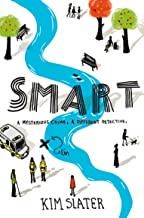 SMART
A MYSTERIOUS CRIME, A DIFFERENT DETECTIVE.
KIM SLATER